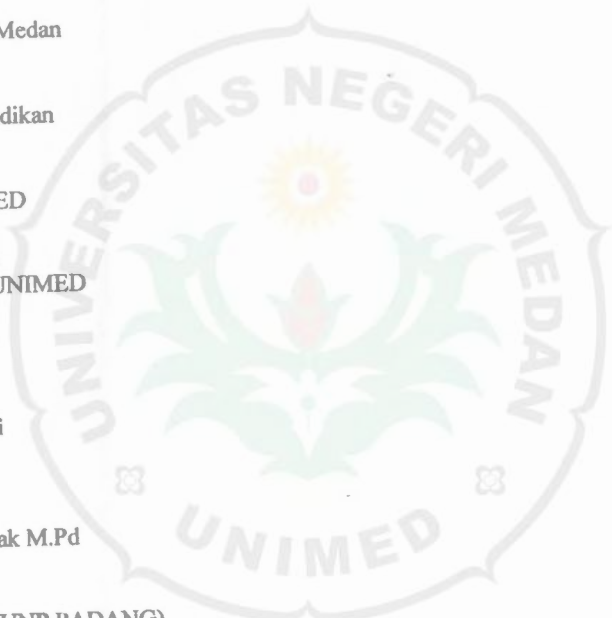 Medan
dikan
ED
UNIMED
i
ak M.Pd
UNIVERSITAS NEGERI MEDAN
UNIMED